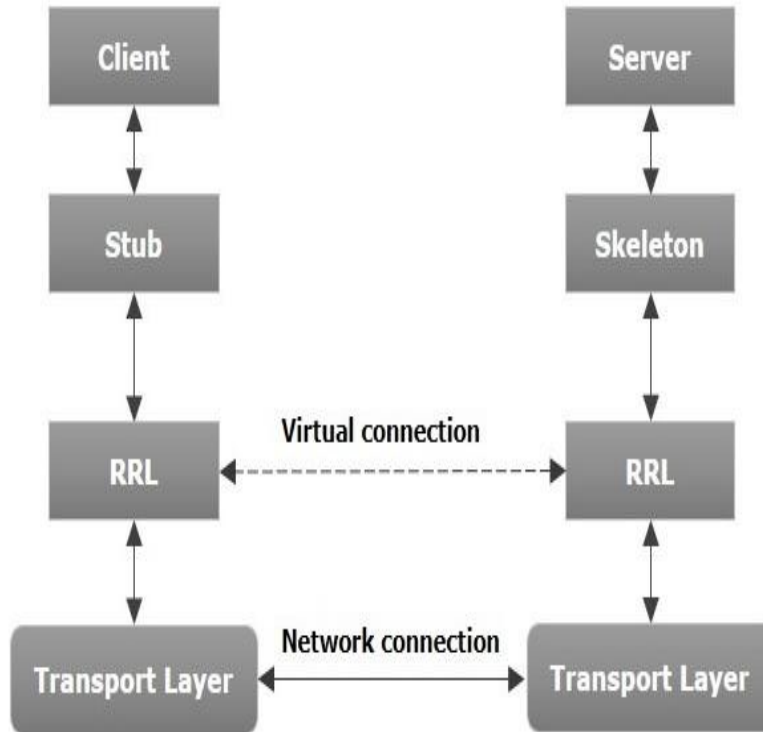 Client
Server
Stub
Skeleton
Virtual connection
RRL
RRL
Network connection
Transport Layer
Transport Layer